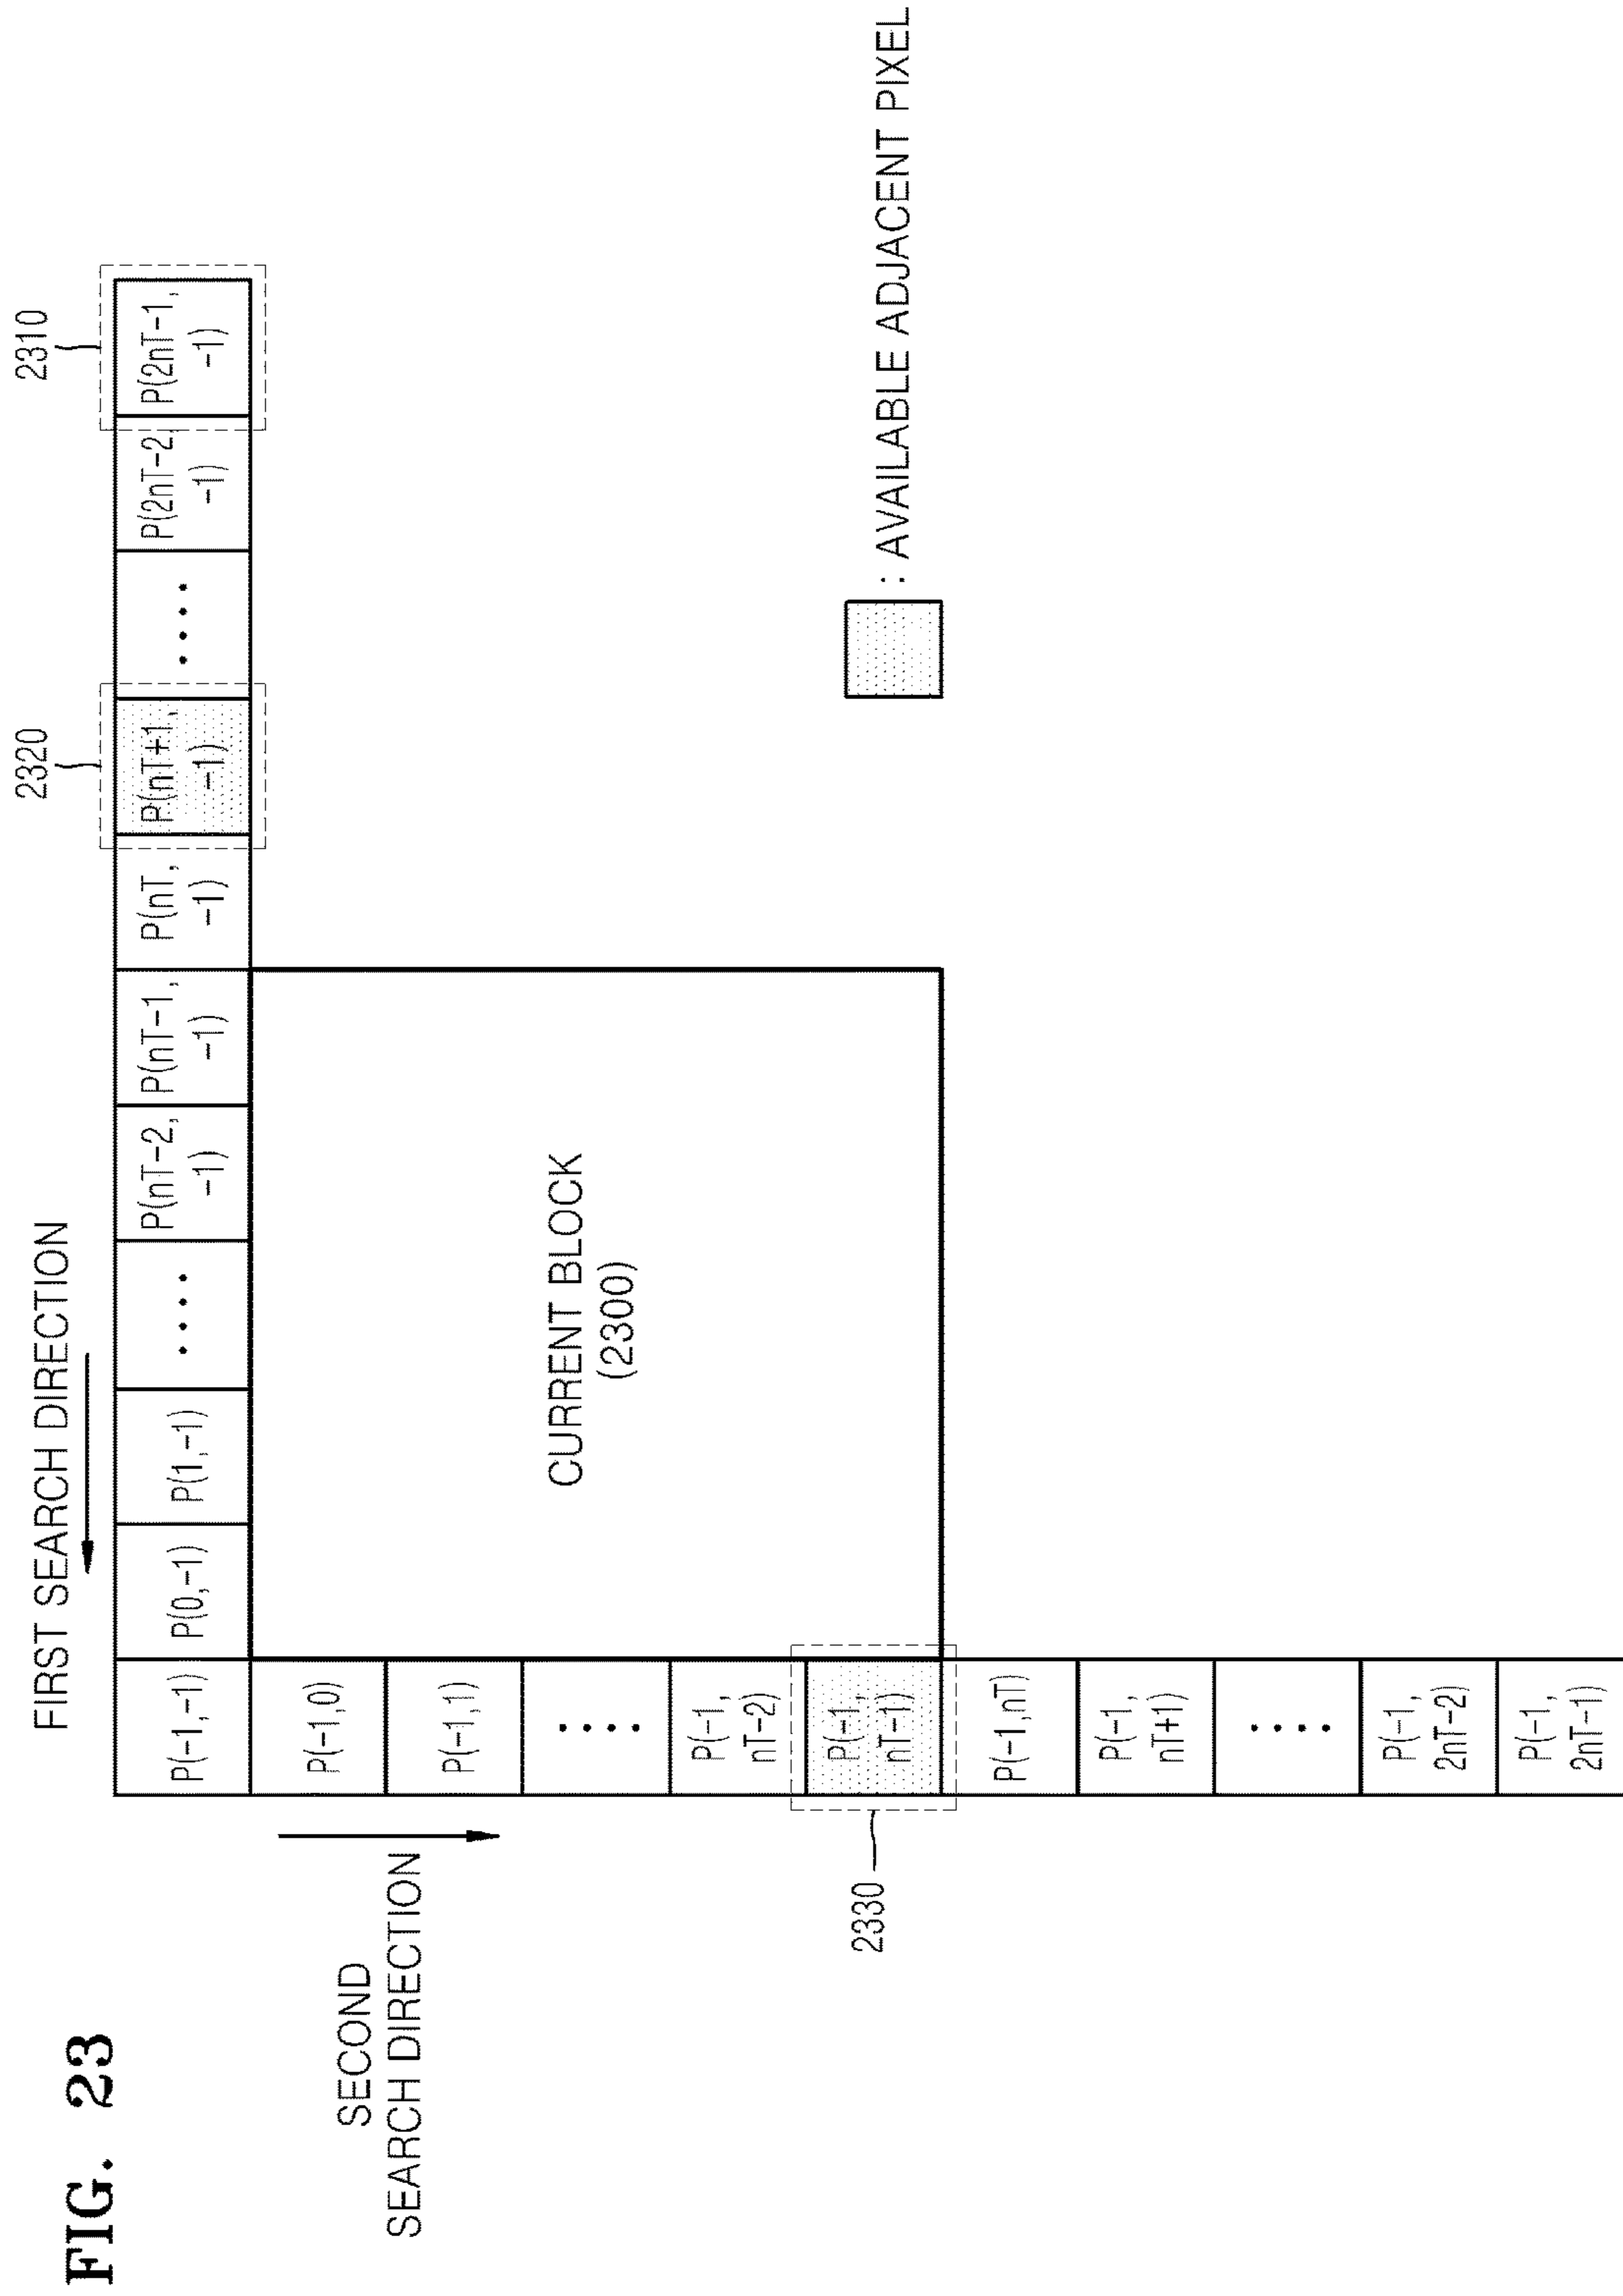 FIG. 23
FIRST SEARCH DIRECTION
2320
2310
P(-1,-1)
P(0,-1)
P(1,-1)
....
P(nT-2,
-1)
P(nT-1,
-1)
P(nT,
-1)
P(nT+1,
-1)
....
P(2nT-2,
-1)
P(2nT-1,
-1)
SECOND
SEARCH DIRECTION
P(-1,0)
P(-1,1)
....
P(-1,
nT-2)
P(-1,
nT-1)
2330
P(-1,nT)
P(-1,
nT+1)
....
P(-1,
2nT-2)
P(-1,
2nT-1)
CURRENT BLOCK
(2300)
: AVAILABLE ADJACENT PIXEL